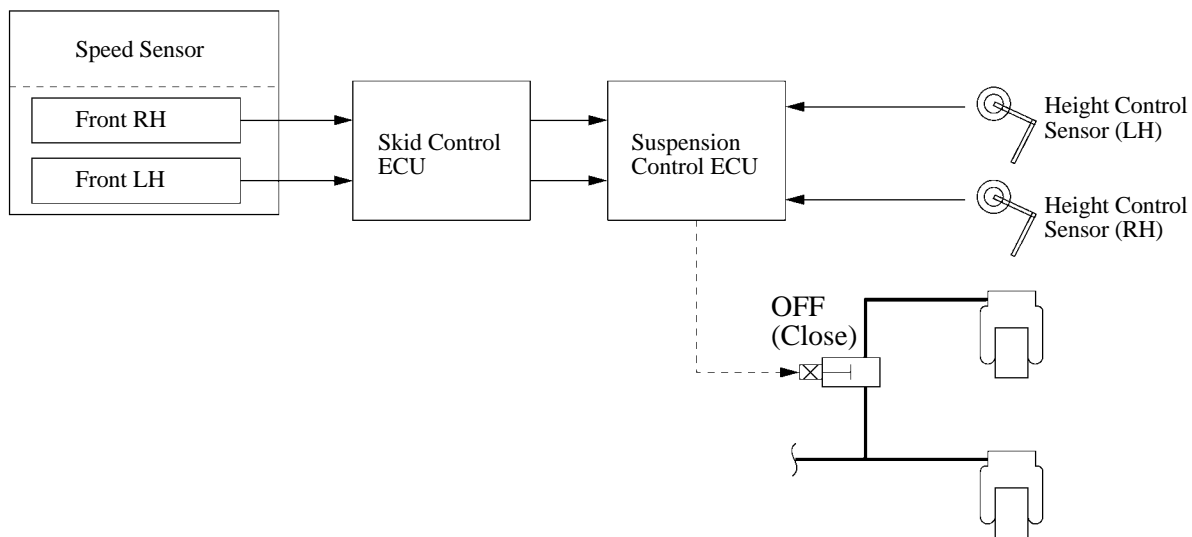 Speed Sensor
Front RH
Front LH
Skid Control
ECU
Suspension
Control ECU
Height Control
Sensor (LH)
Height Control
Sensor (RH)
OFF
(Close)